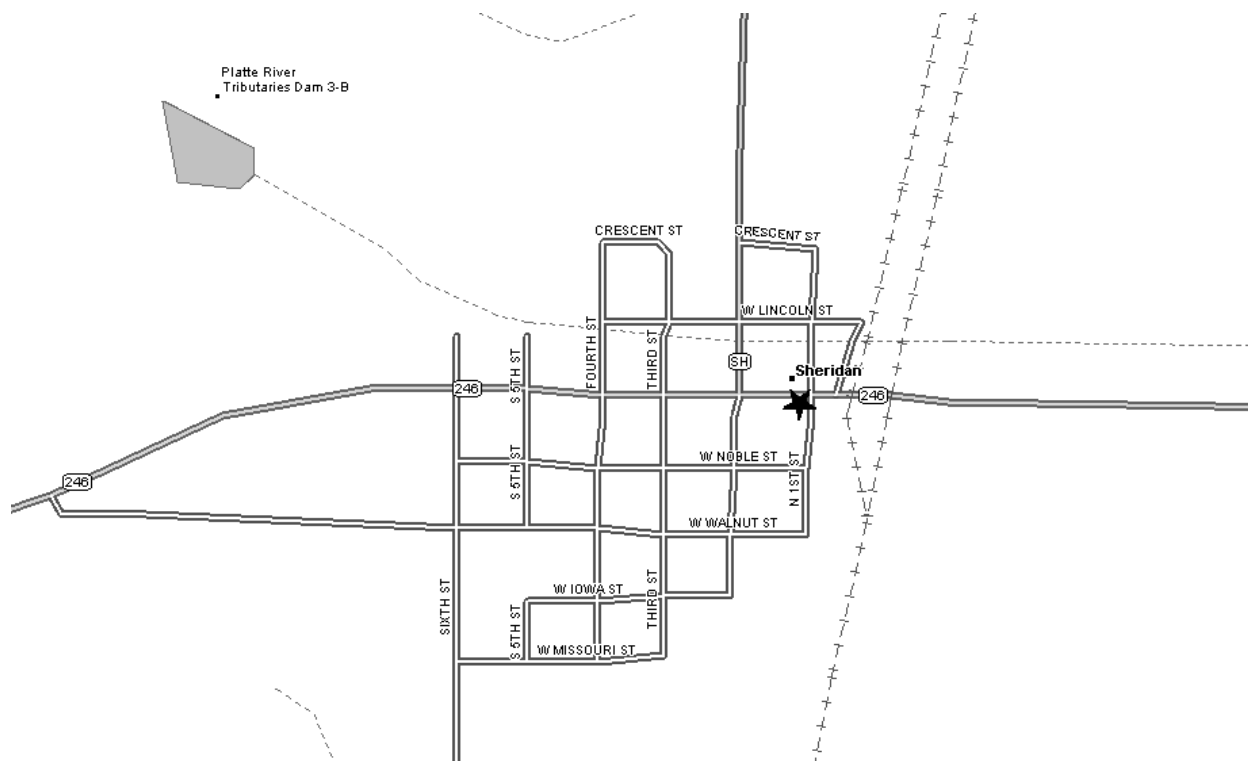 Platte River
Tributaries Dam 3-B
CRESCENT ST
CRESCENT ST
W LINCOLN ST
FOURTH ST
THIRD ST
S 5TH ST
SH
Sheridan
246
246
W NOBLE ST
S 5TH ST
N 1ST ST
246
W WALNUT ST
W IOWA ST
SIXTH ST
S 5TH ST
THIRD ST
W MISSOURI ST